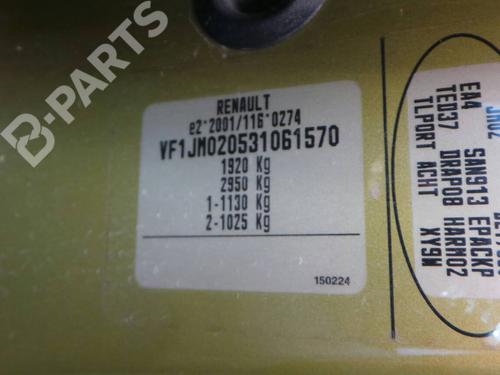 B-PARTS
RENAULT
e2*2001/116*0274
VF1JM020531061570
1920 Kg
2950 Kg
1-1130 Kg
2-1025 Kg
150224
EA4 SAN913 EPACKP
TED37 DRAP08 HARM02
TLPORT ACHT XY9M